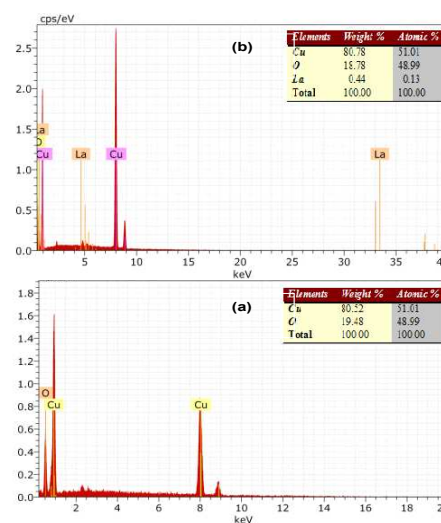 cps/eV
(b)
Elements Weight % Atomic %
Cu 80.78 51.01
O 18.78 48.99
La 0.44 0.13
Total 100.00 100.00
2.5
2.0
1.5
1.0
0.5
0.0
La
O
Cu
La
Cu
La
5 10 15 20 25 30 35
keV keV
(a)
Elements Weight % Atomic %
Cu 80.52 51.01
O 19.48 48.99
Total 100.00 100.00
1.8
1.6
1.4
1.2
1.0
0.8
0.6
0.4
0.2
0.0
O
Cu
Cu
2 4 6 8 10 12 14 16 18
keV keV